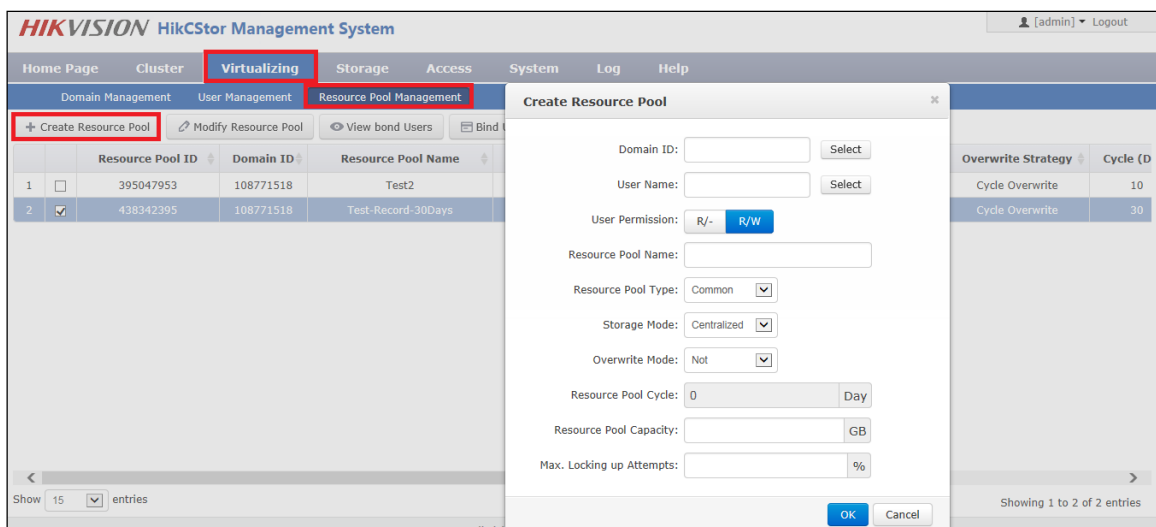 HIKVISION HikCStor Management System
[admin] Logout
Home Page Cluster Virtualizing Storage Access System Log Help
Domain Management User Management Resource Pool Management
+ Create Resource Pool Modify Resource Pool View bond Users Bind
Resource Pool ID Domain ID Resource Pool Name Overwrite Strategy Cycle (D
1 395047953 108771518 Test2 Cycle Overwrite 10
2 438342395 108771518 Test-Record-30Days Cycle Overwrite 30
Create Resource Pool ×
Domain ID: Select
User Name: Select
User Permission: R/- R/W
Resource Pool Name:
Resource Pool Type: Common
Storage Mode: Centralized
Overwrite Mode: Not
Resource Pool Cycle: 0 Day
Resource Pool Capacity: GB
Max. Locking up Attempts: %
OK Cancel
Show 15 entries
Showing 1 to 2 of 2 entries